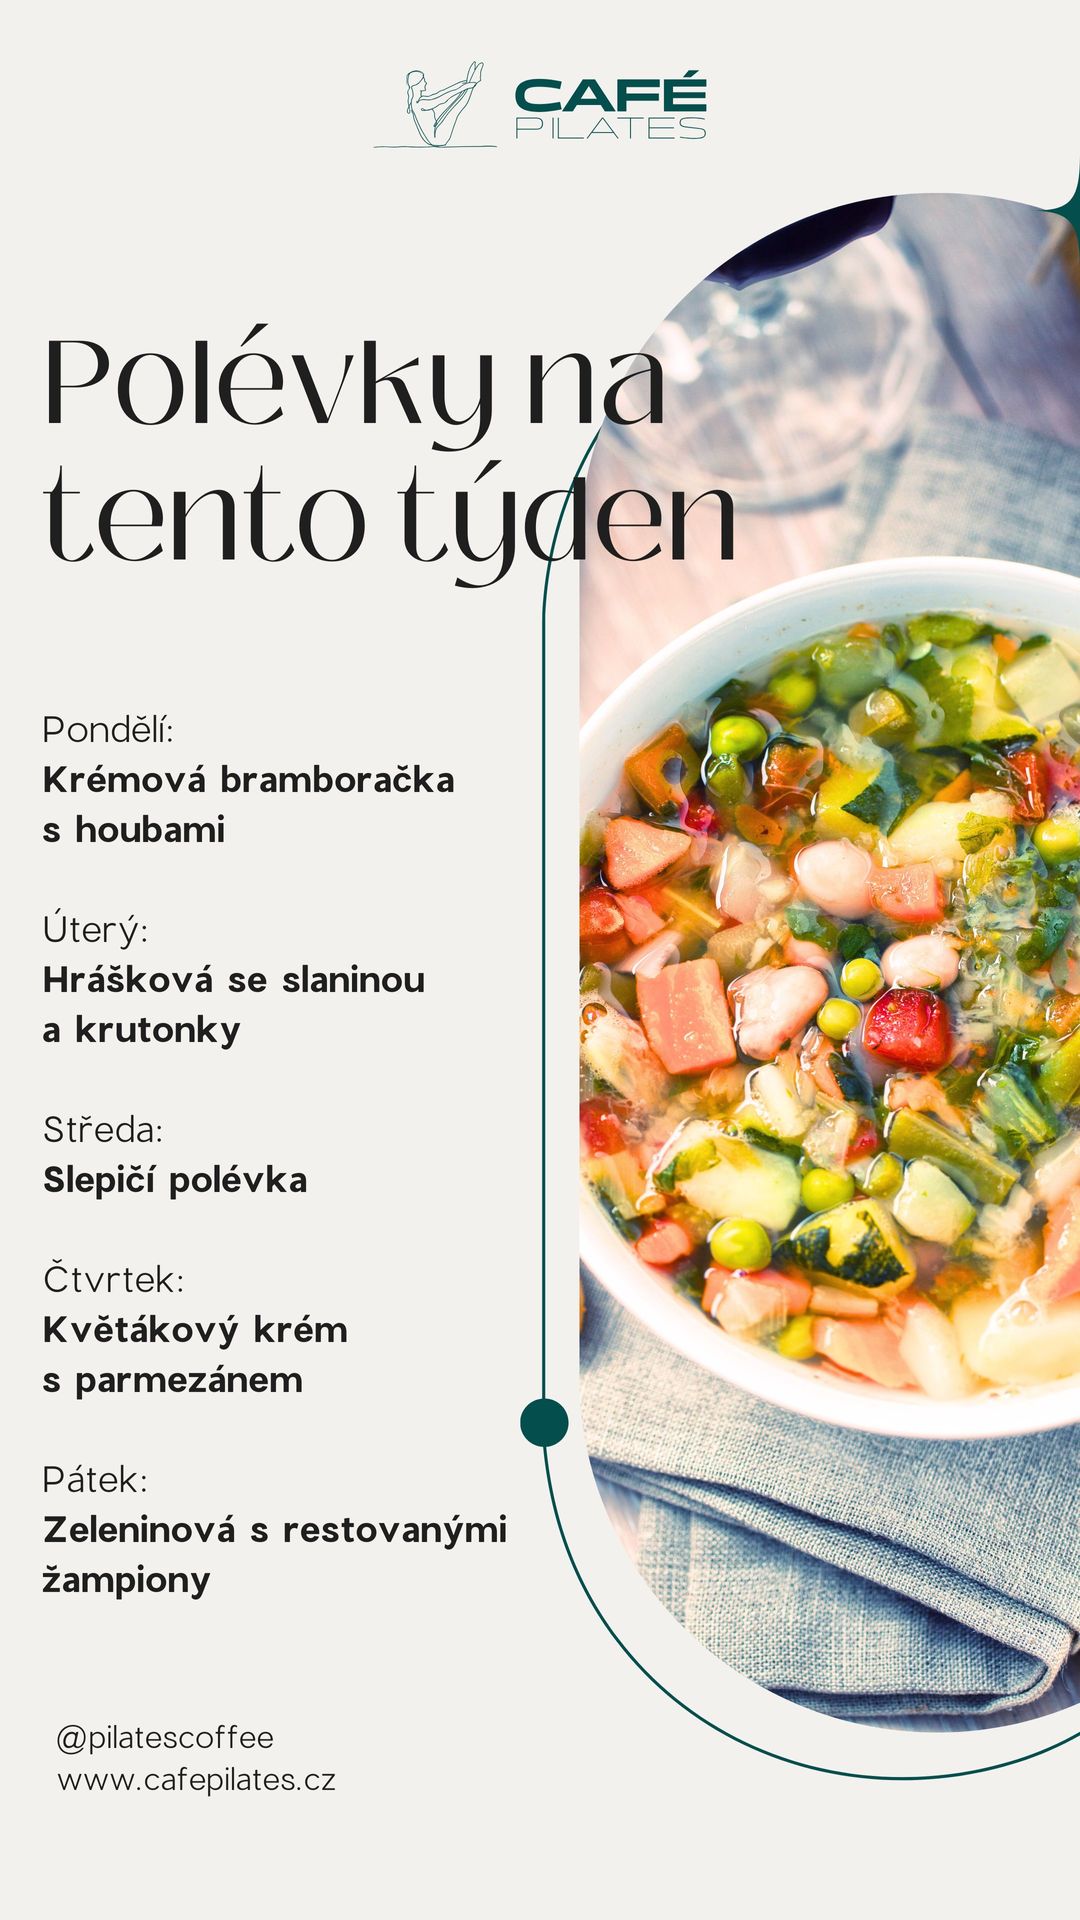 CAFÉ
PILATES
Polévky na
tento týden
Pondělí:
Krémová bramboračka
s houbami
Úterý:
Hrášková se slaninou
a krutonky
Středa:
Slepičí polévka
Čtvrtek:
Květákový krém
s parmezánem
Pátek:
Zeleninová s restovanými
žampiony
@pilatescoffee
www.cafepilates.cz